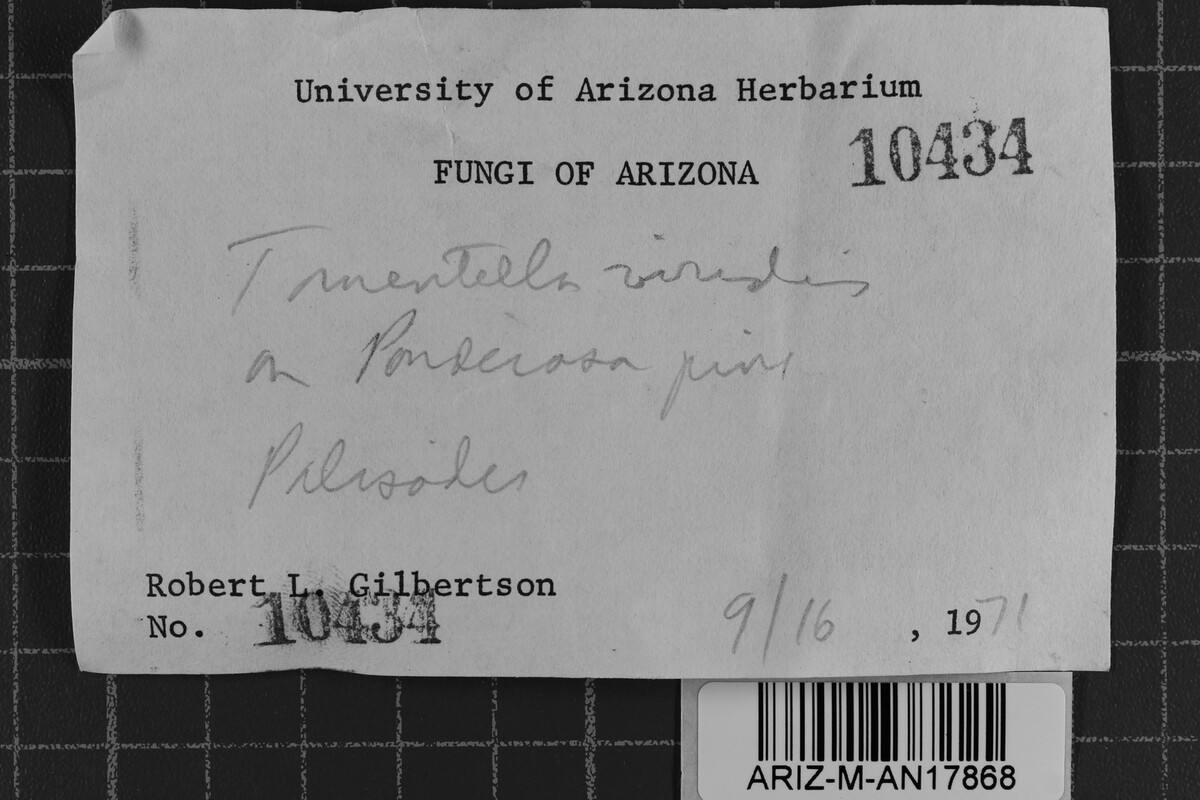 University of Arizona Herbarium
10434
FUNGI OF ARIZONA
Tomentella viridis
on Ponderosa pine
Palisades
Robert L. Gilbertson
No. 10434
9/16, 1971
ARIZ-M-AN17868